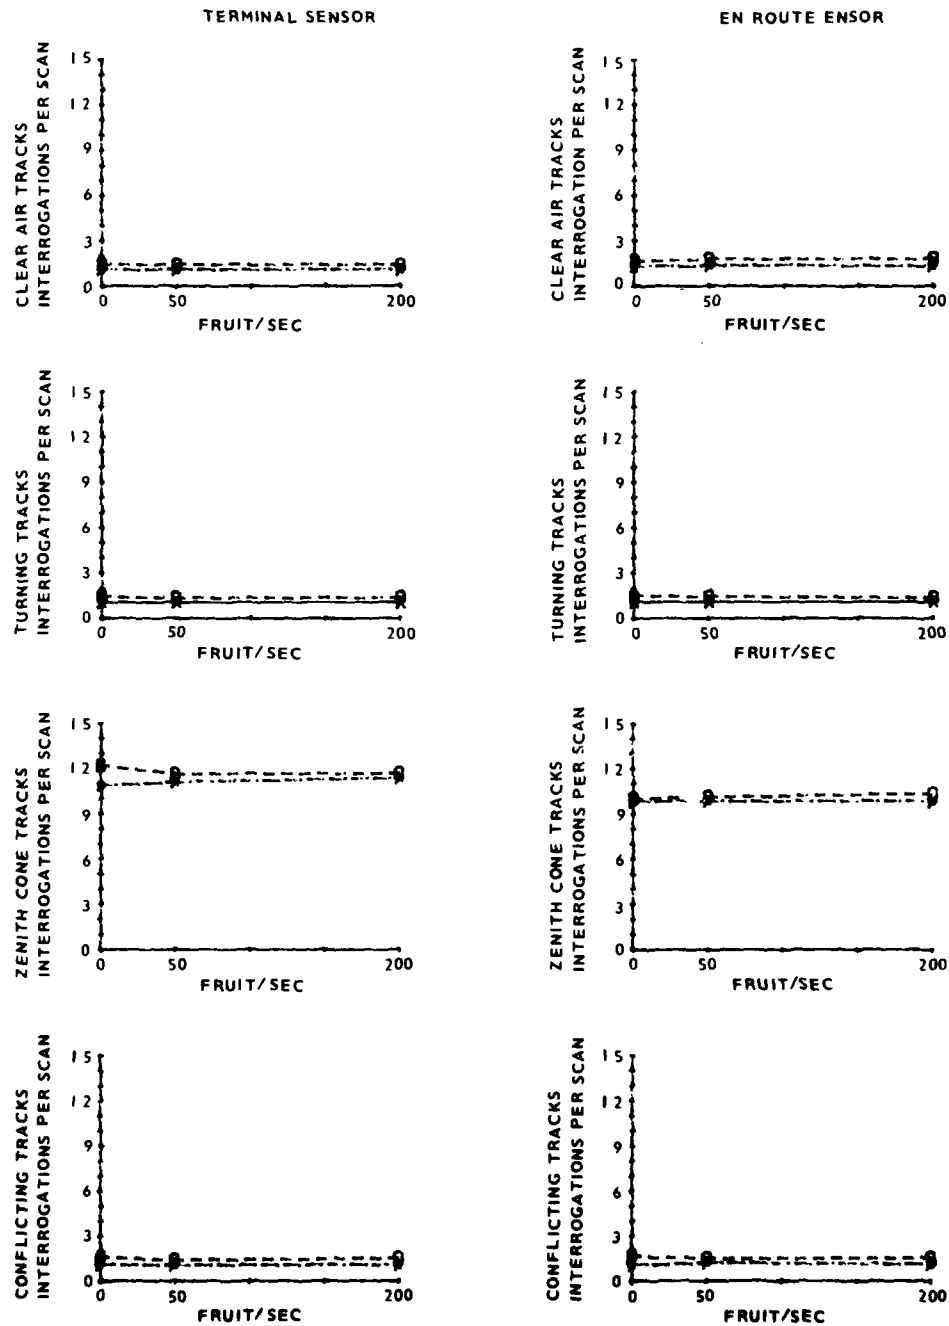 TERMINAL SENSOR
EN ROUTE ENSOR
CLEAR AIR TRACKS
INTERROGATIONS PER SCAN
15
12
9
6
3
0
0 50 200
FRUIT/SEC
CLEAR AIR TRACKS
INTERROGATION PER SCAN
15
12
9
6
3
0
0 50 200
FRUIT/SEC
TURNING TRACKS
INTERROGATIONS PER SCAN
15
12
9
6
3
0
0 50 200
FRUIT/SEC
TURNING TRACKS
INTERROGATIONS PER SCAN
15
12
9
6
3
0
0 50 200
FRUIT/SEC
ZENITH CONE TRACKS
INTERROGATIONS PER SCAN
15
12
9
6
3
0
0 50 200
FRUIT/SEC
ZENITH CONE TRACKS
INTERROGATIONS PER SCAN
15
12
9
6
3
0
0 50 200
FRUIT/SEC
CONFLICTING TRACKS
INTERROGATIONS PER SCAN
15
12
9
6
3
0
0 50 200
FRUIT/SEC
CONFLICTING TRACKS
INTERROGATIONS PER SCAN
15
12
9
6
3
0
0 50 200
FRUIT/SEC